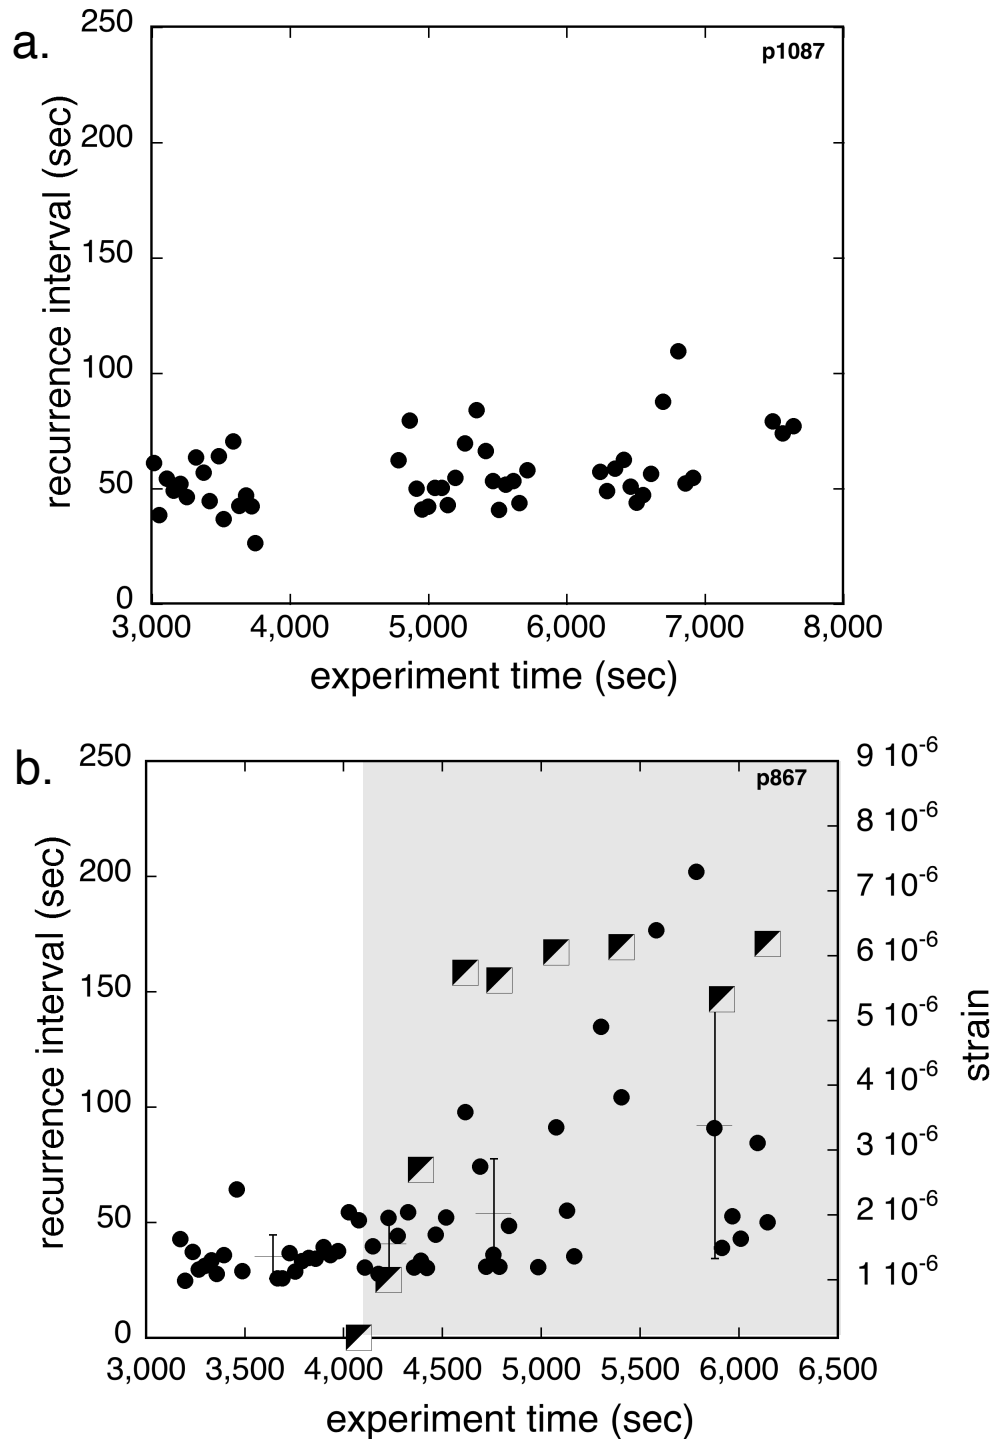 a.
p1087
recurrence interval (sec)
250
200
150
100
50
0
3,000 4,000 5,000 6,000 7,000 8,000
experiment time (sec)
b.
p867
recurrence interval (sec)
250
200
150
100
50
0
9 10-6
8 10-6
7 10-6
6 10-6
5 10-6
4 10-6
3 10-6
2 10-6
1 10-6
strain
3,000 3,500 4,000 4,500 5,000 5,500 6,000 6,500
experiment time (sec)